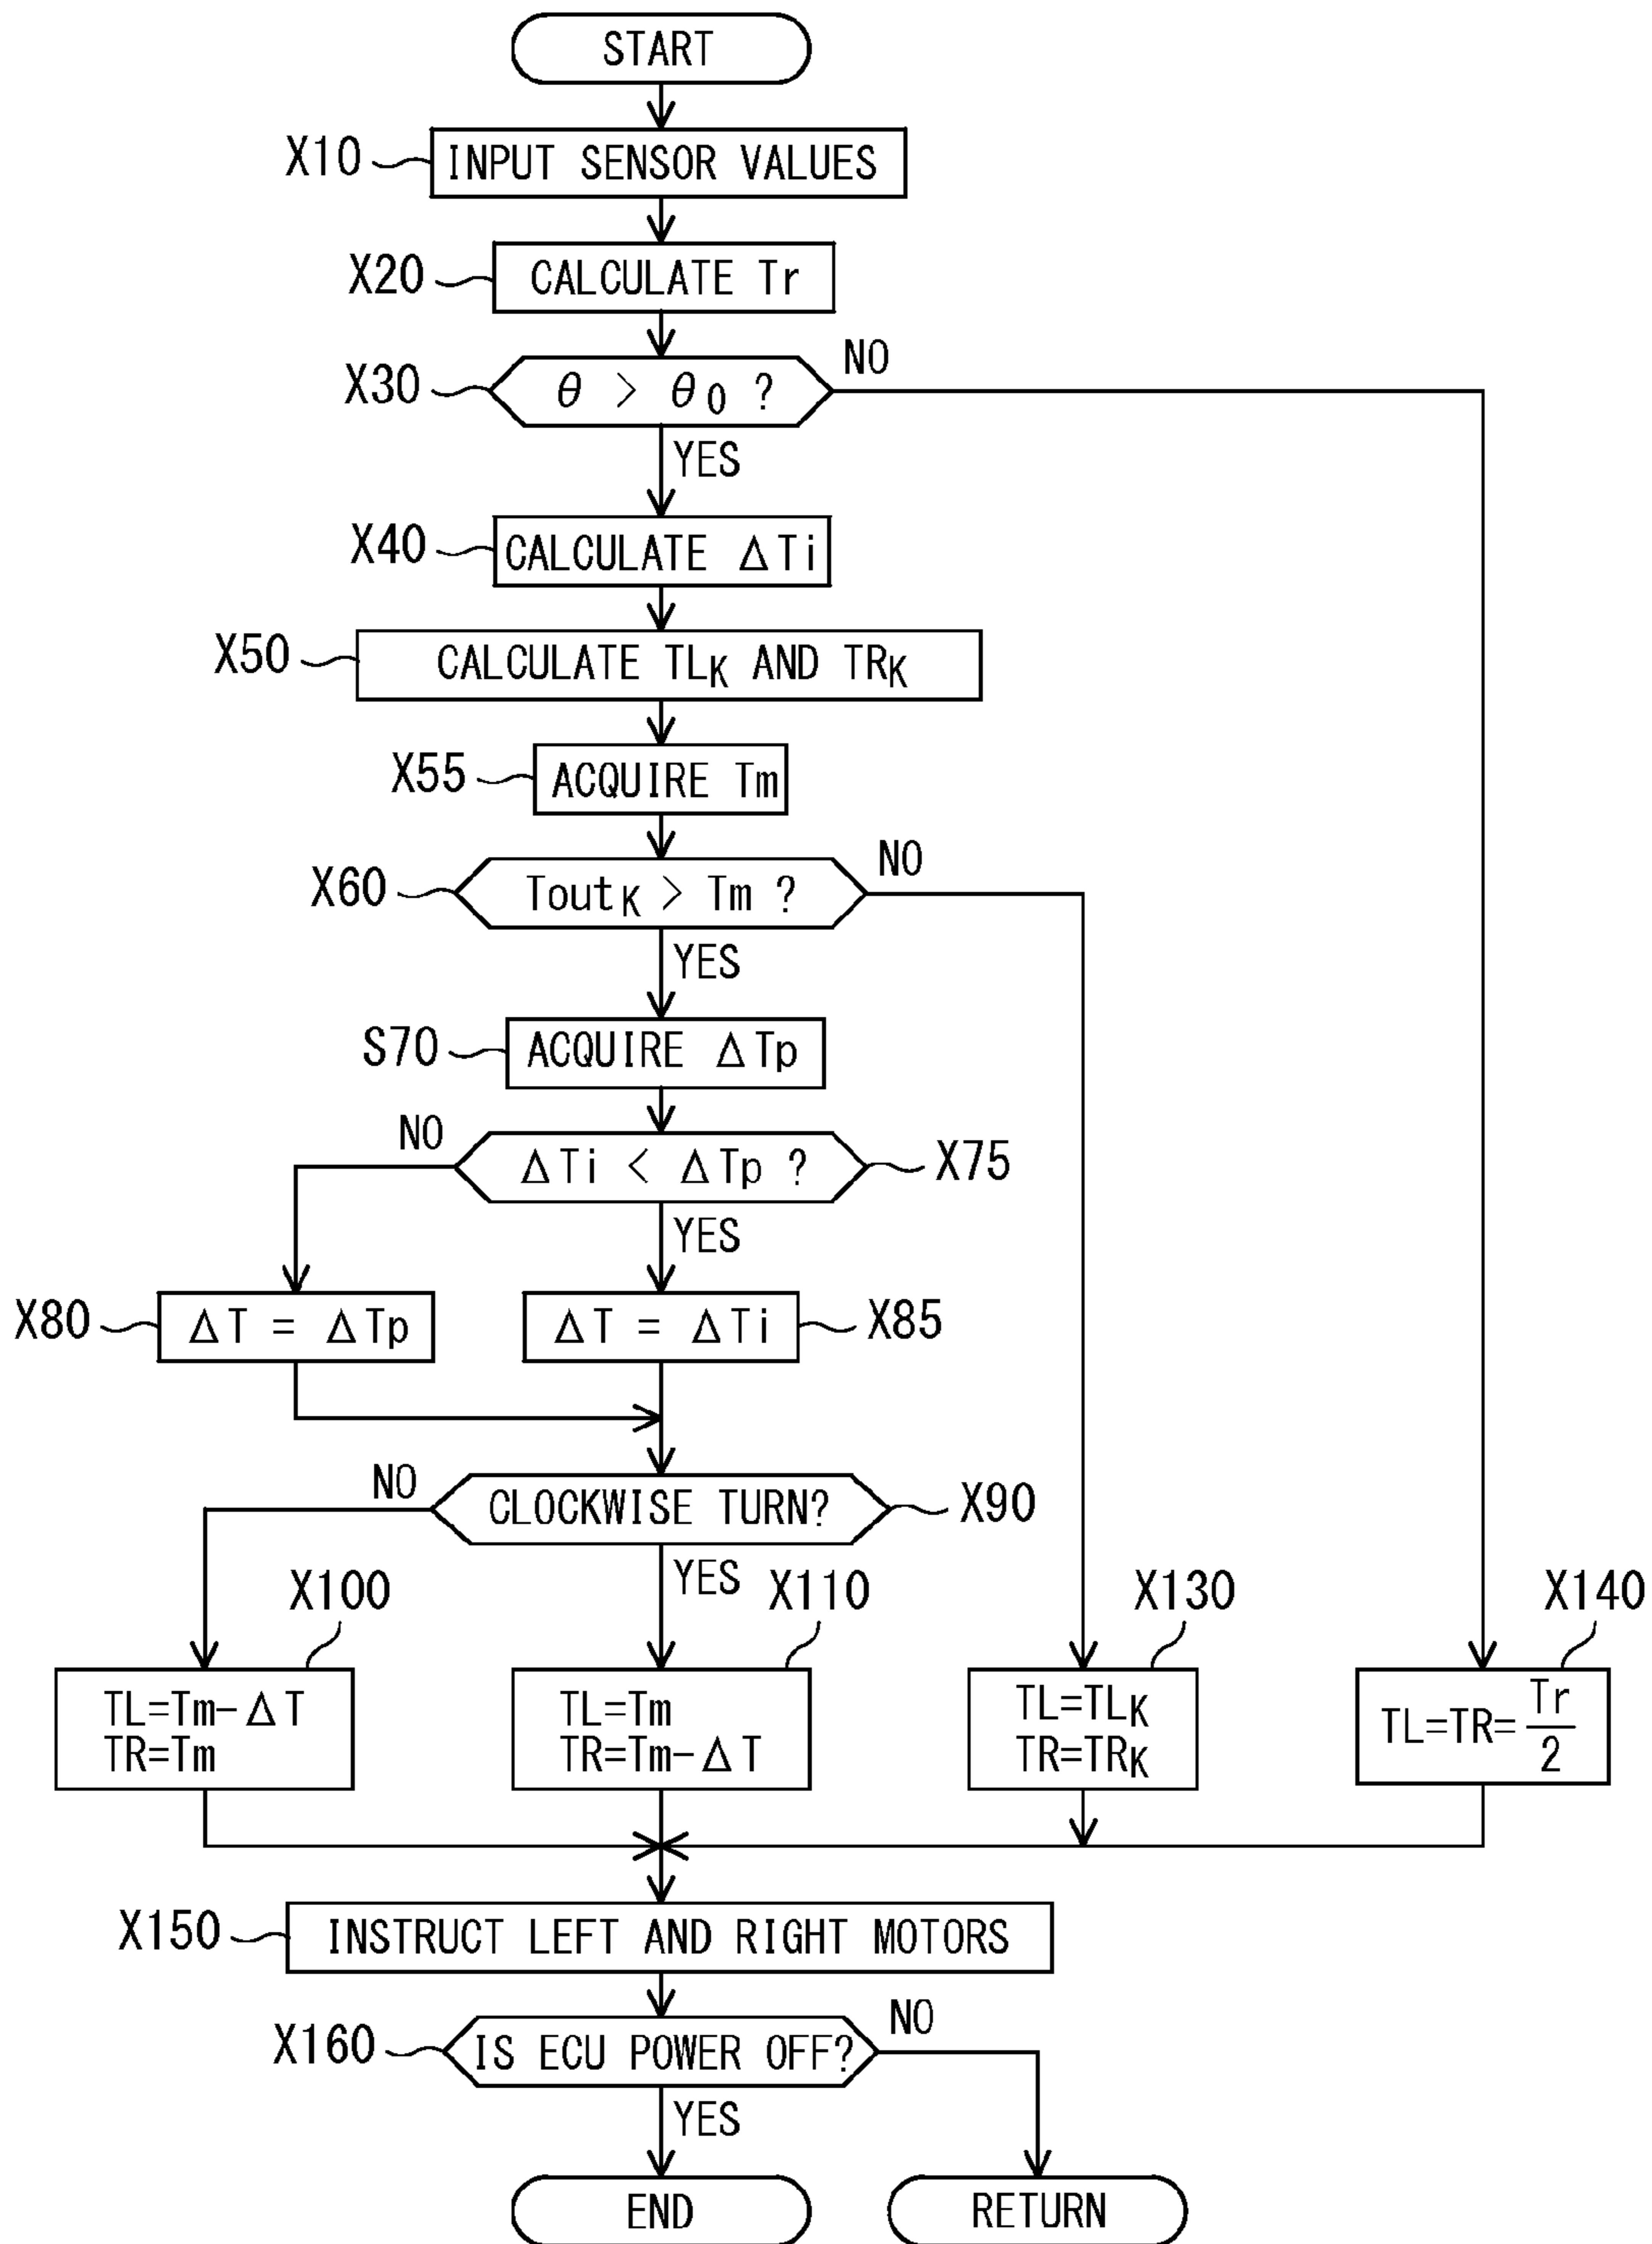 START
X10
INPUT SENSOR VALUES
X20
CALCULATE Tr
X30
θ > θ0 ?
NO
YES
X40
CALCULATE ΔTi
X50
CALCULATE TLK AND TRK
X55
ACQUIRE Tm
X60
ToutK > Tm ?
NO
YES
S70
ACQUIRE ΔTp
NO
ΔTi < ΔTp ?
X75
YES
X80
ΔT = ΔTp
ΔT = ΔTi
X85
NO
CLOCKWISE TURN?
X90
YES
X100
TL=Tm-ΔT
TR=Tm
X110
TL=Tm
TR=Tm-ΔT
X130
TL=TLK
TR=TRK
X140
TL=TR=Tr/2
X150
INSTRUCT LEFT AND RIGHT MOTORS
X160
IS ECU POWER OFF?
NO
YES
END
RETURN